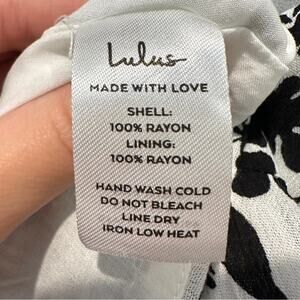 Lulus
MADE WITH LOVE
SHELL:
100% RAYON
LINING:
100% RAYON
HAND WASH COLD
DO NOT BLEACH
LINE DRY
IRON LOW HEAT